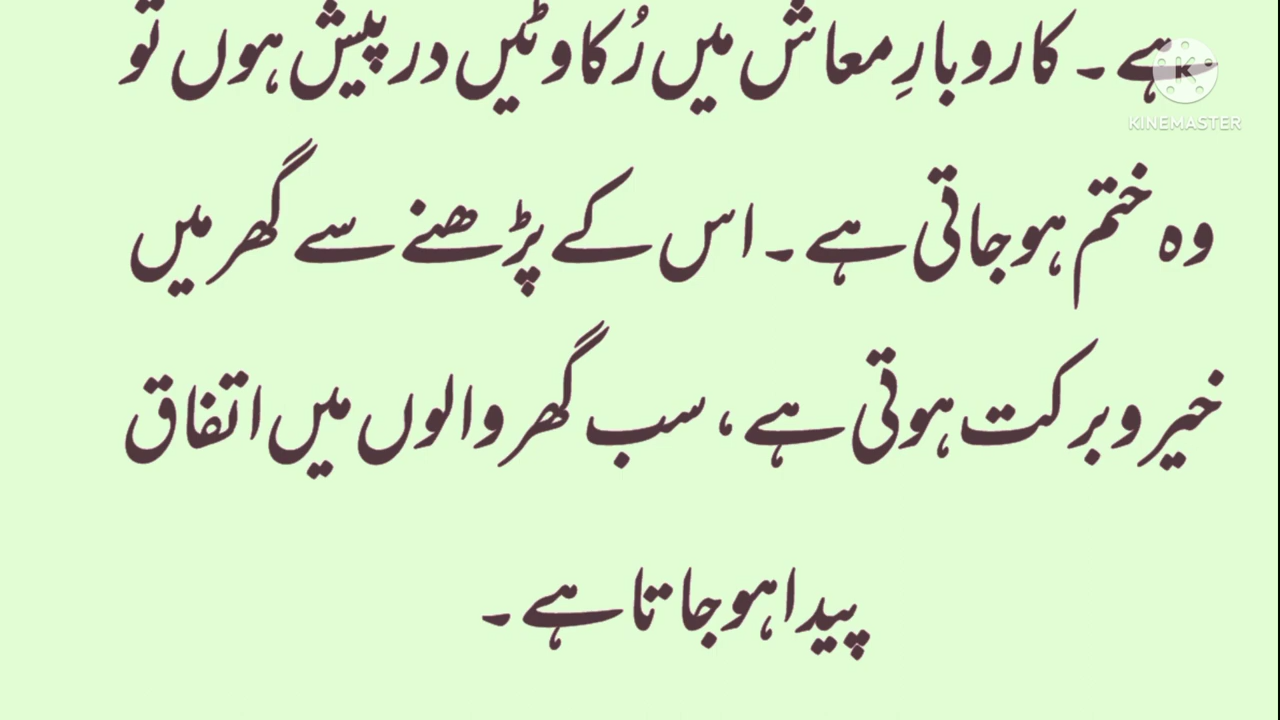 ہے۔ کاروبارِ معاش میں رُکاوٹیں درپیش ہوں تو
KINEMASTER
وہ ختم ہوجاتی ہے۔ اس کے پڑھنے سے گھر میں
خیر و برکت ہوتی ہے، سب گھر والوں میں اتفاق
پیدا ہوجاتا ہے۔